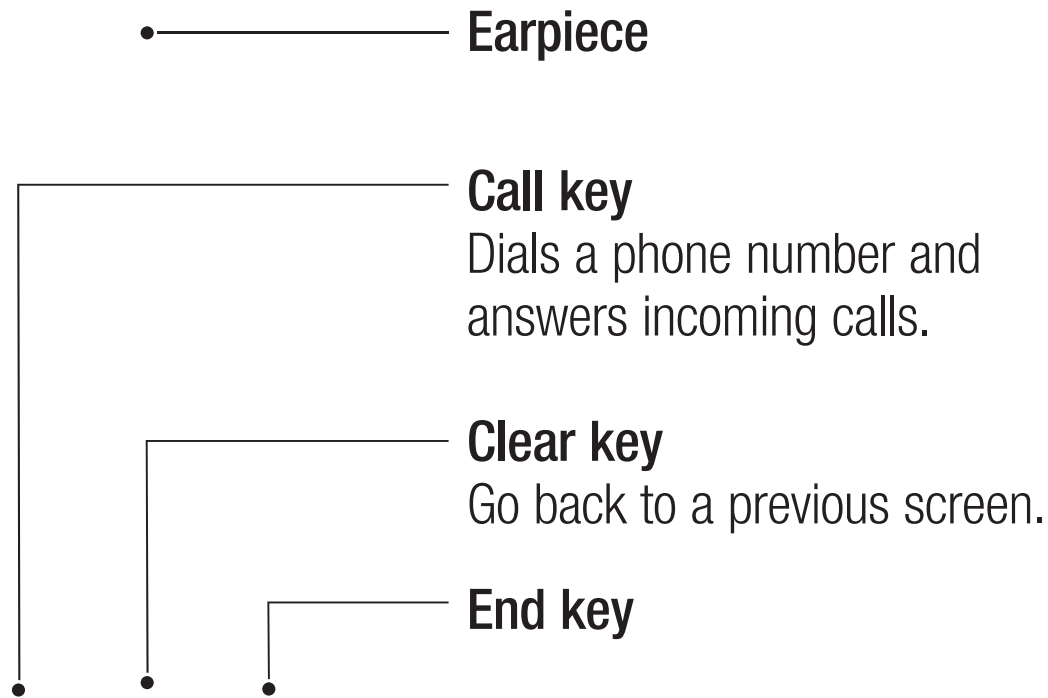 Earpiece
Call key
Dials a phone number and
answers incoming calls.
Clear key
Go back to a previous screen.
End key